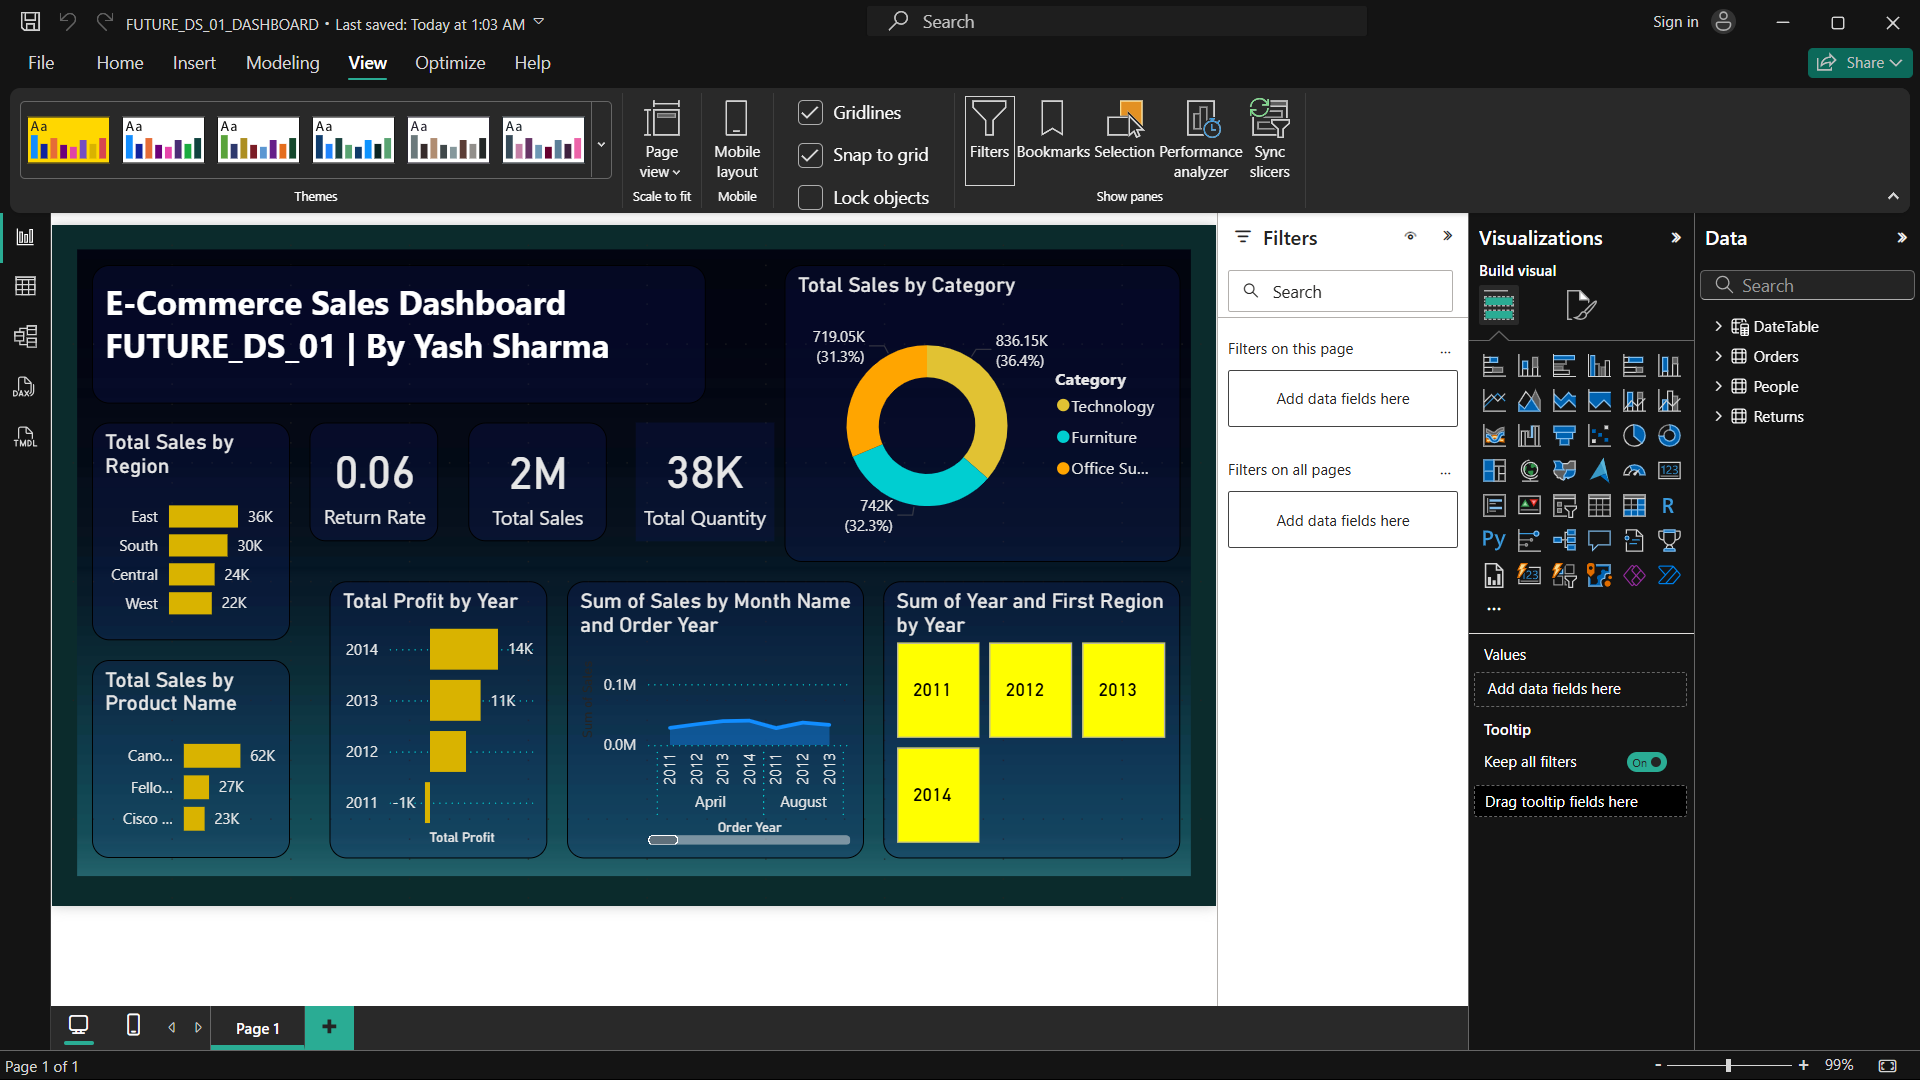 FUTURE_DS_01_DASHBOARD • Last saved: Today at 1:03 AM
Search
Sign in
File
Home
Insert
Modeling
View
Optimize
Help
Share
Aa
Aa
Aa
Aa
Aa
Aa
Themes
Page view
Scale to fit
Mobile layout
Mobile
Gridlines
Snap to grid
Lock objects
Filters
Bookmarks
Selection
Performance analyzer
Sync slicers
Show panes
DAX
TMDL
E-Commerce Sales Dashboard
FUTURE_DS_01 | By Yash Sharma
Total Sales by Region
East 36K
South 30K
Central 24K
West 22K
0.06
Return Rate
2M
Total Sales
38K
Total Quantity
Total Sales by Category
719.05K
(31.3%)
836.15K
(36.4%)
742K
(32.3%)
Category
Technology
Furniture
Office Su...
Total Sales by Product Name
Cano... 62K
Fello... 27K
Cisco ... 23K
Total Profit by Year
2014 14K
2013 11K
2012
2011 -1K
Total Profit
Sum of Sales by Month Name
and Order Year
0.1M
0.0M
2011
2012
2013
2014
2011
2012
2013
April
August
Order Year
Sum of Year and First Region
by Year
2011
2012
2013
2014
Filters
Search
Filters on this page
...
Add data fields here
Filters on all pages
...
Add data fields here
Visualizations
Build visual
123
R
Py
123
...
Values
Add data fields here
Tooltip
Keep all filters
On
Drag tooltip fields here
Data
Search
DateTable
Orders
People
Returns
Page 1
+
Page 1 of 1
- + 99%